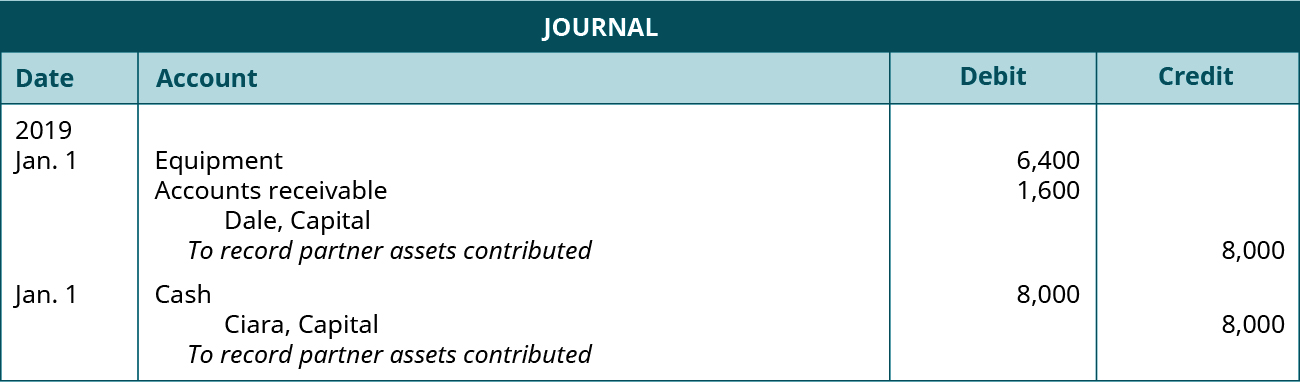 JOURNAL
Date Account Debit Credit
2019
Jan. 1 Equipment 6,400
Accounts receivable 1,600
Dale, Capital
To record partner assets contributed 8,000
Jan. 1 Cash 8,000
Ciara, Capital 8,000
To record partner assets contributed